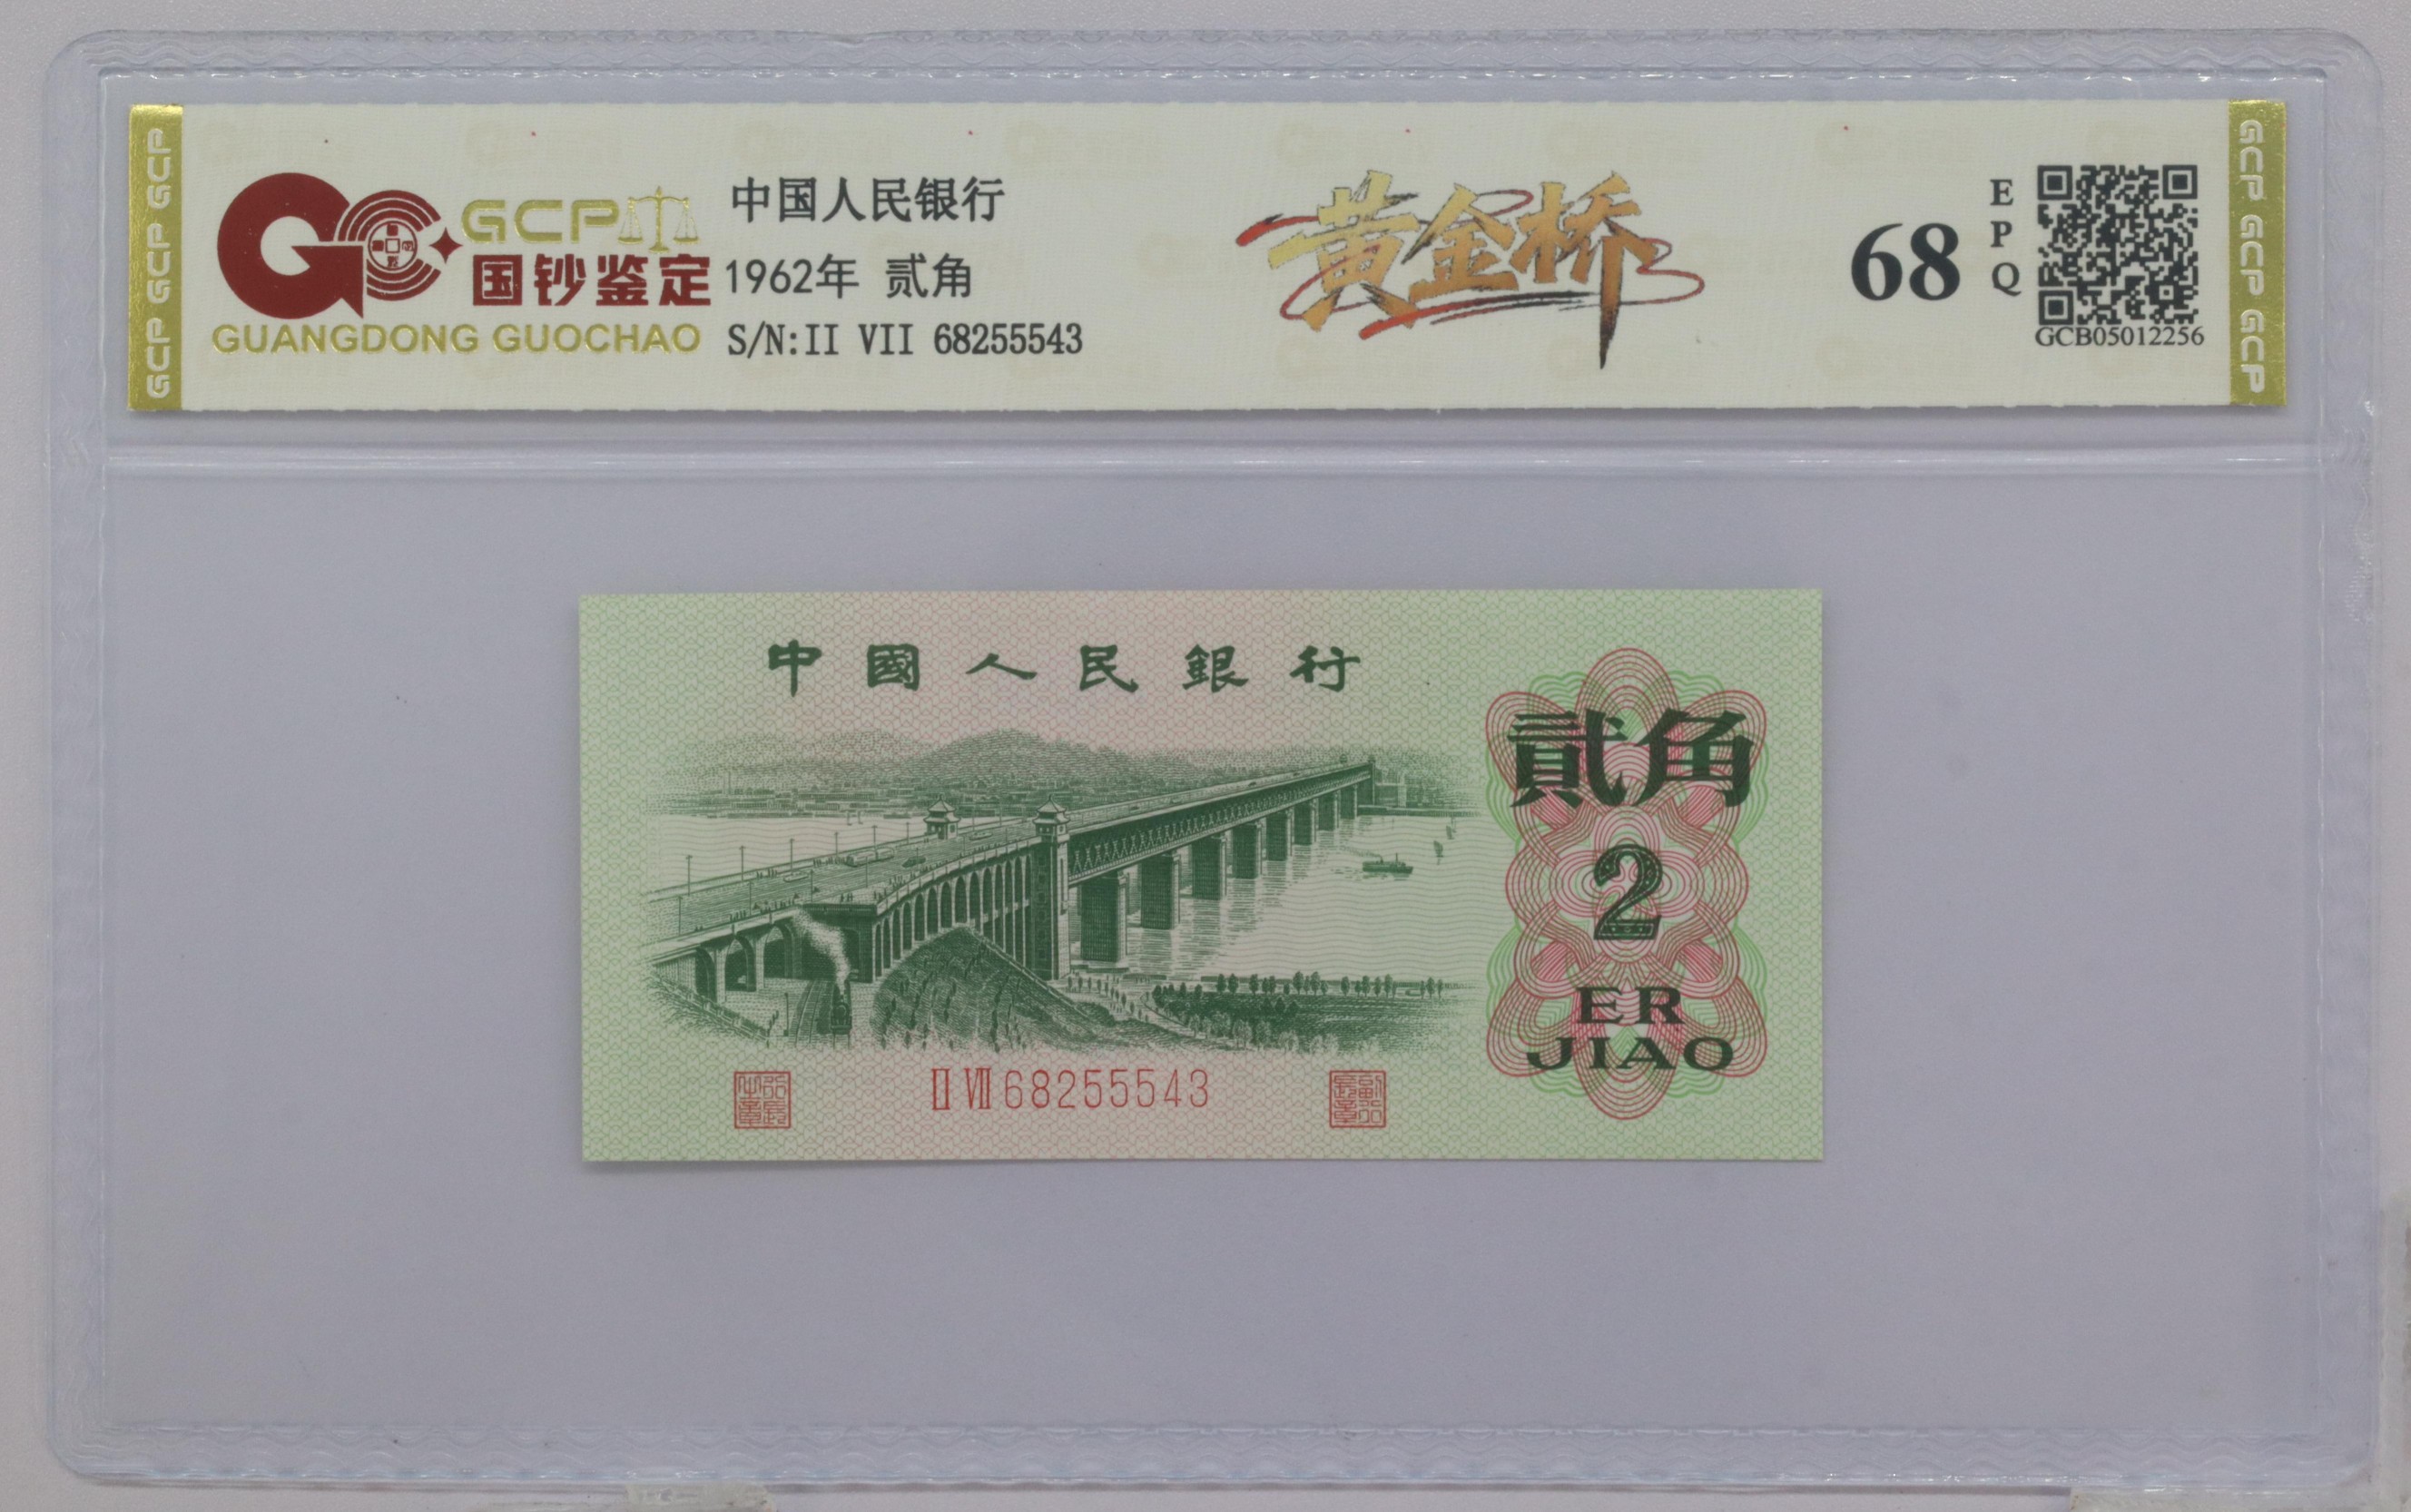 GCP GCP GCP
GCP
国钞鉴定
GUANGDONG GUOCHAO
中国人民银行
1962年 贰角
S/N:II VII 68255543
黄金桥
68
EPQ
GCB05012256
GCP GCP GCP
中國人民銀行
貳角
2
ER
JIAO
II VII 68255543